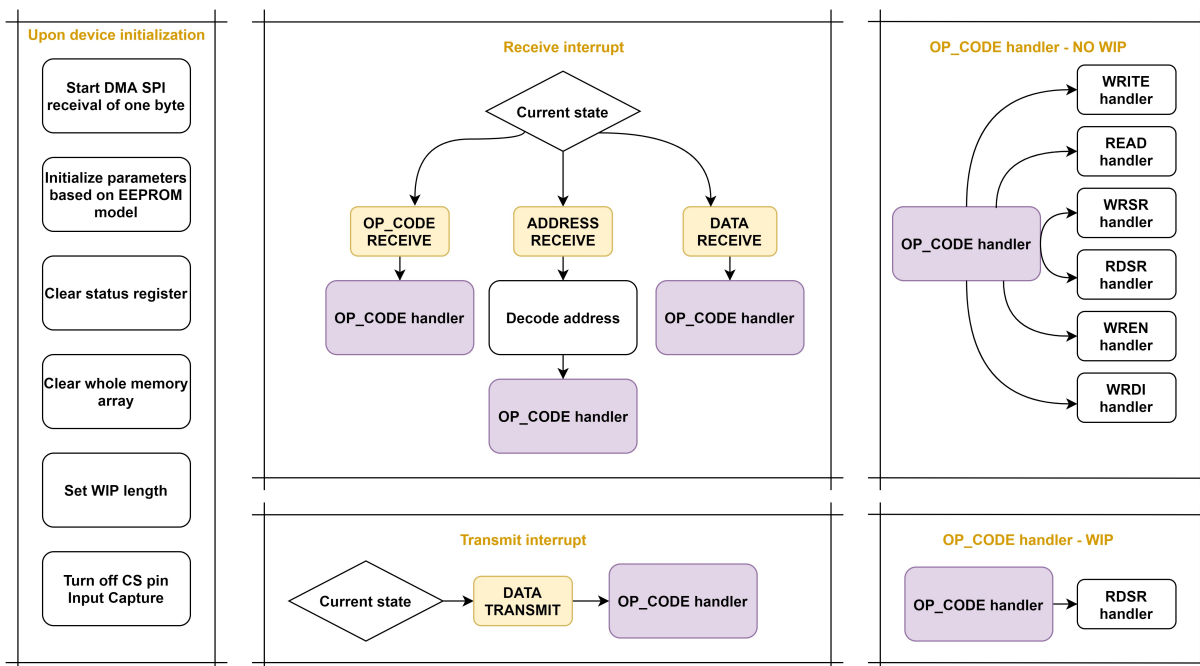 Upon device initialization
Start DMA SPI
receival of one byte
Initialize parameters
based on EEPROM
model
Clear status register
Clear whole memory
array
Set WIP length
Turn off CS pin
Input Capture
Receive interrupt
Current state
OP_CODE
RECEIVE
ADDRESS
RECEIVE
DATA
RECEIVE
OP_CODE handler
Decode address
OP_CODE handler
OP_CODE handler
Transmit interrupt
Current state
DATA
TRANSMIT
OP_CODE handler
OP_CODE handler - NO WIP
OP_CODE handler
WRITE
handler
READ
handler
WRSR
handler
RDSR
handler
WREN
handler
WRDI
handler
OP_CODE handler - WIP
OP_CODE handler
RDSR
handler